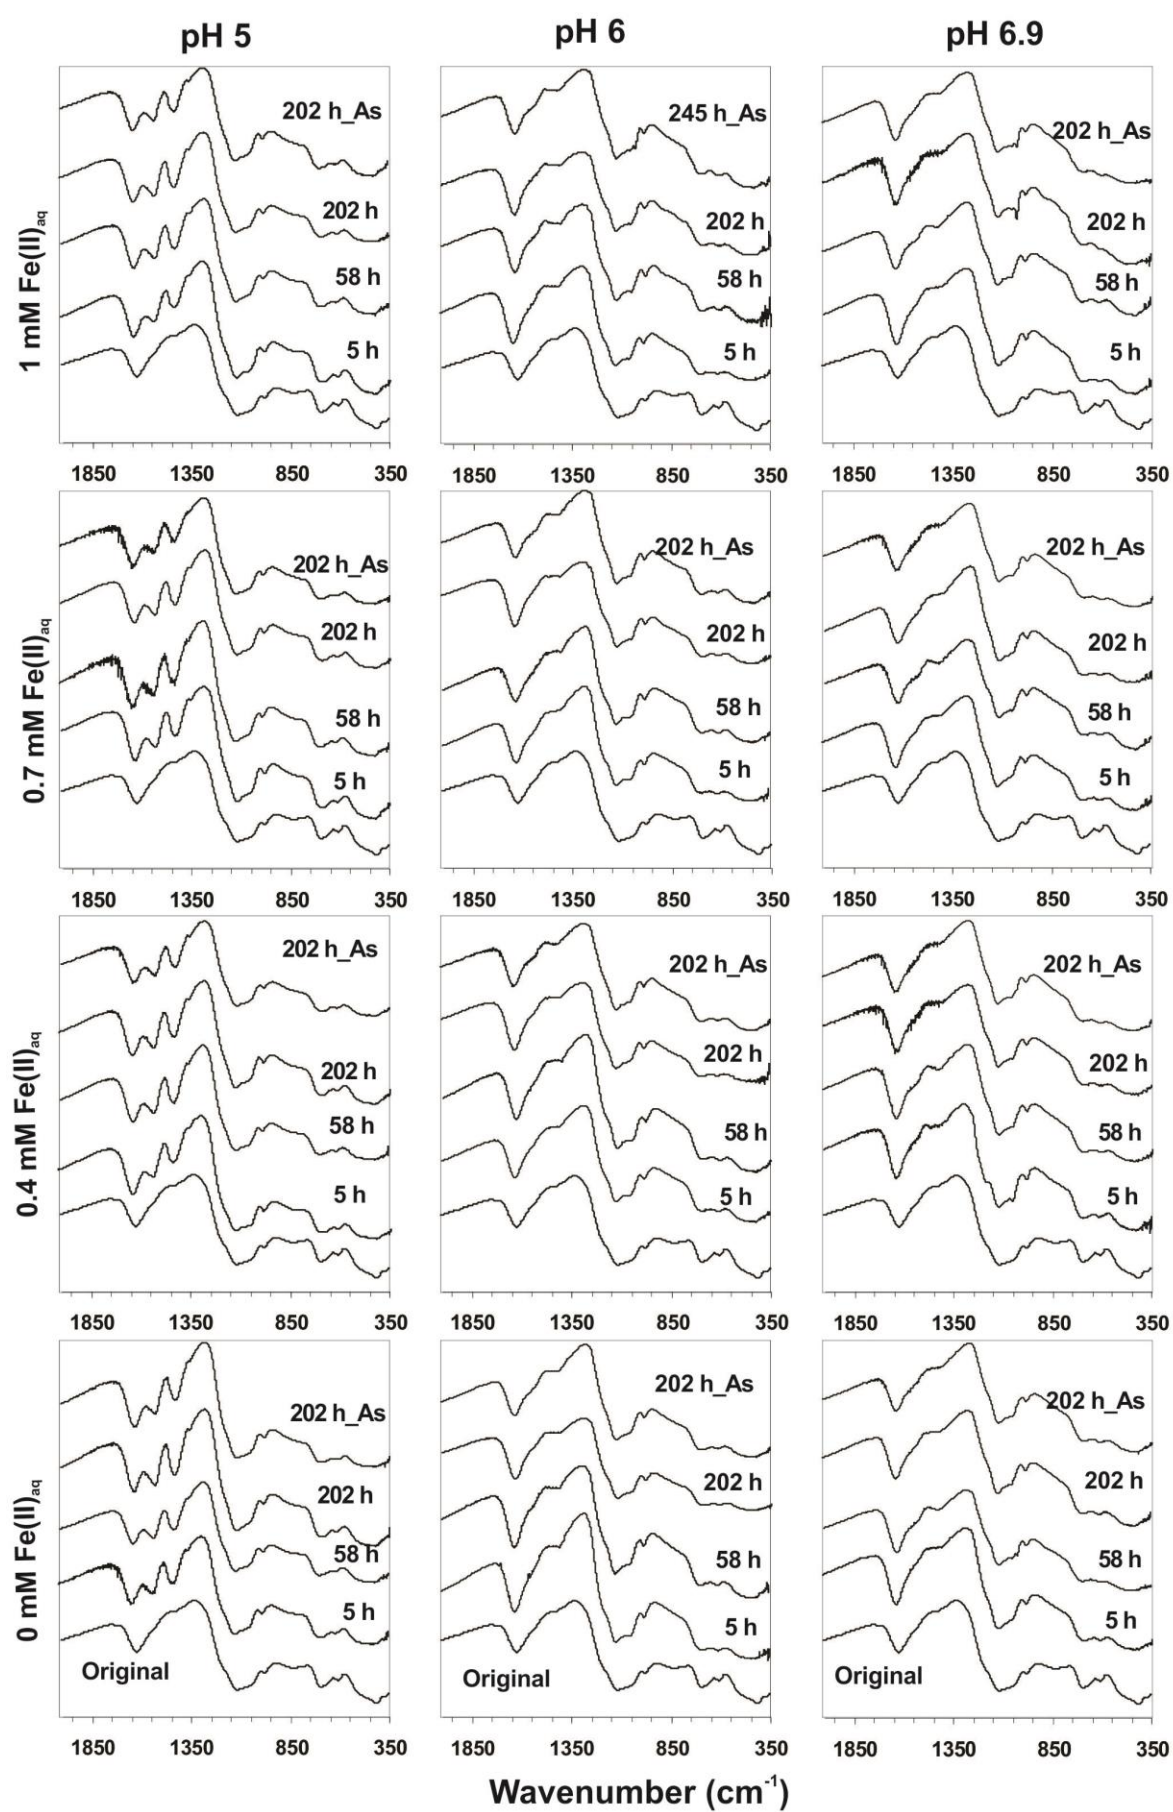 pH 5 pH 6 pH 6.9
1 mM Fe(II)aq
202 h_As 245 h_As 202 h_As
202 h 202 h 202 h
58 h 58 h 58 h
5 h 5 h 5 h
1850 1350 850 350 1850 1350 850 350 1850 1350 850 350
0.7 mM Fe(II)aq
202 h_As 202 h_As 202 h_As
202 h 202 h 202 h
58 h 58 h 58 h
5 h 5 h 5 h
1850 1350 850 350 1850 1350 850 350 1850 1350 850 350
0.4 mM Fe(II)aq
202 h_As 202 h_As 202 h_As
202 h 202 h 202 h
58 h 58 h 58 h
5 h 5 h 5 h
1850 1350 850 350 1850 1350 850 350 1850 1350 850 350
0 mM Fe(II)aq
202 h_As 202 h_As 202 h_As
202 h 202 h 202 h
58 h 58 h 58 h
5 h 5 h 5 h
Original Original Original
1850 1350 850 350 1850 1350 850 350 1850 1350 850 350
Wavenumber (cm-1)